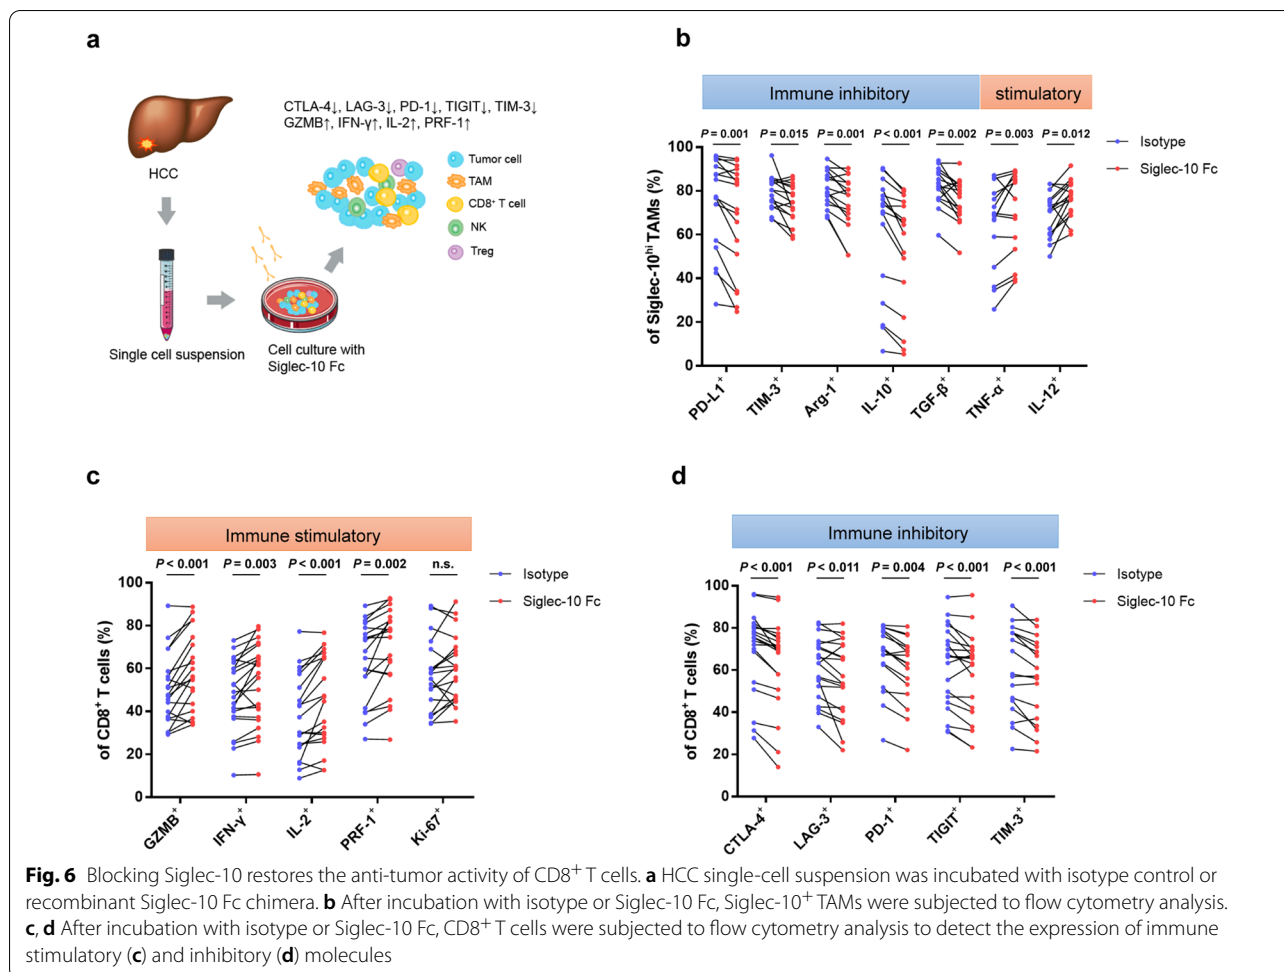 a
CTLA-4↓, LAG-3↓, PD-1↓, TIGIT↓, TIM-3↓
GZMB↑, IFN-γ↑, IL-2↑, PRF-1↑
HCC
Tumor cell
TAM
CD8⁺ T cell
NK
Treg
Single cell suspension
Cell culture with
Siglec-10 Fc
b
Immune inhibitory
stimulatory
P = 0.001 P = 0.015 P = 0.001 P < 0.001 P = 0.002 P = 0.003 P = 0.012
Isotype
Siglec-10 Fc
of Siglec-10ʰⁱ TAMs (%)
100
80
60
40
20
0
PD-L1⁺ TIM-3⁺ Arg-1⁺ IL-10⁺ TGF-β⁺ TNF-α⁺ IL-12⁺
c
Immune stimulatory
P < 0.001 P = 0.003 P < 0.001 P = 0.002 n.s.
Isotype
Siglec-10 Fc
of CD8⁺ T cells (%)
100
80
60
40
20
0
GZMB⁺ IFN-γ⁺ IL-2⁺ PRF-1⁺ Ki-67⁺
d
Immune inhibitory
P < 0.001 P < 0.011 P = 0.004 P < 0.001 P < 0.001
Isotype
Siglec-10 Fc
of CD8⁺ T cells (%)
100
80
60
40
20
0
CTLA-4⁺ LAG-3⁺ PD-1⁺ TIGIT⁺ TIM-3⁺
Fig. 6 Blocking Siglec-10 restores the anti-tumor activity of CD8⁺ T cells. a HCC single-cell suspension was incubated with isotype control or
recombinant Siglec-10 Fc chimera. b After incubation with isotype or Siglec-10 Fc, Siglec-10⁺ TAMs were subjected to flow cytometry analysis.
c, d After incubation with isotype or Siglec-10 Fc, CD8⁺ T cells were subjected to flow cytometry analysis to detect the expression of immune
stimulatory (c) and inhibitory (d) molecules